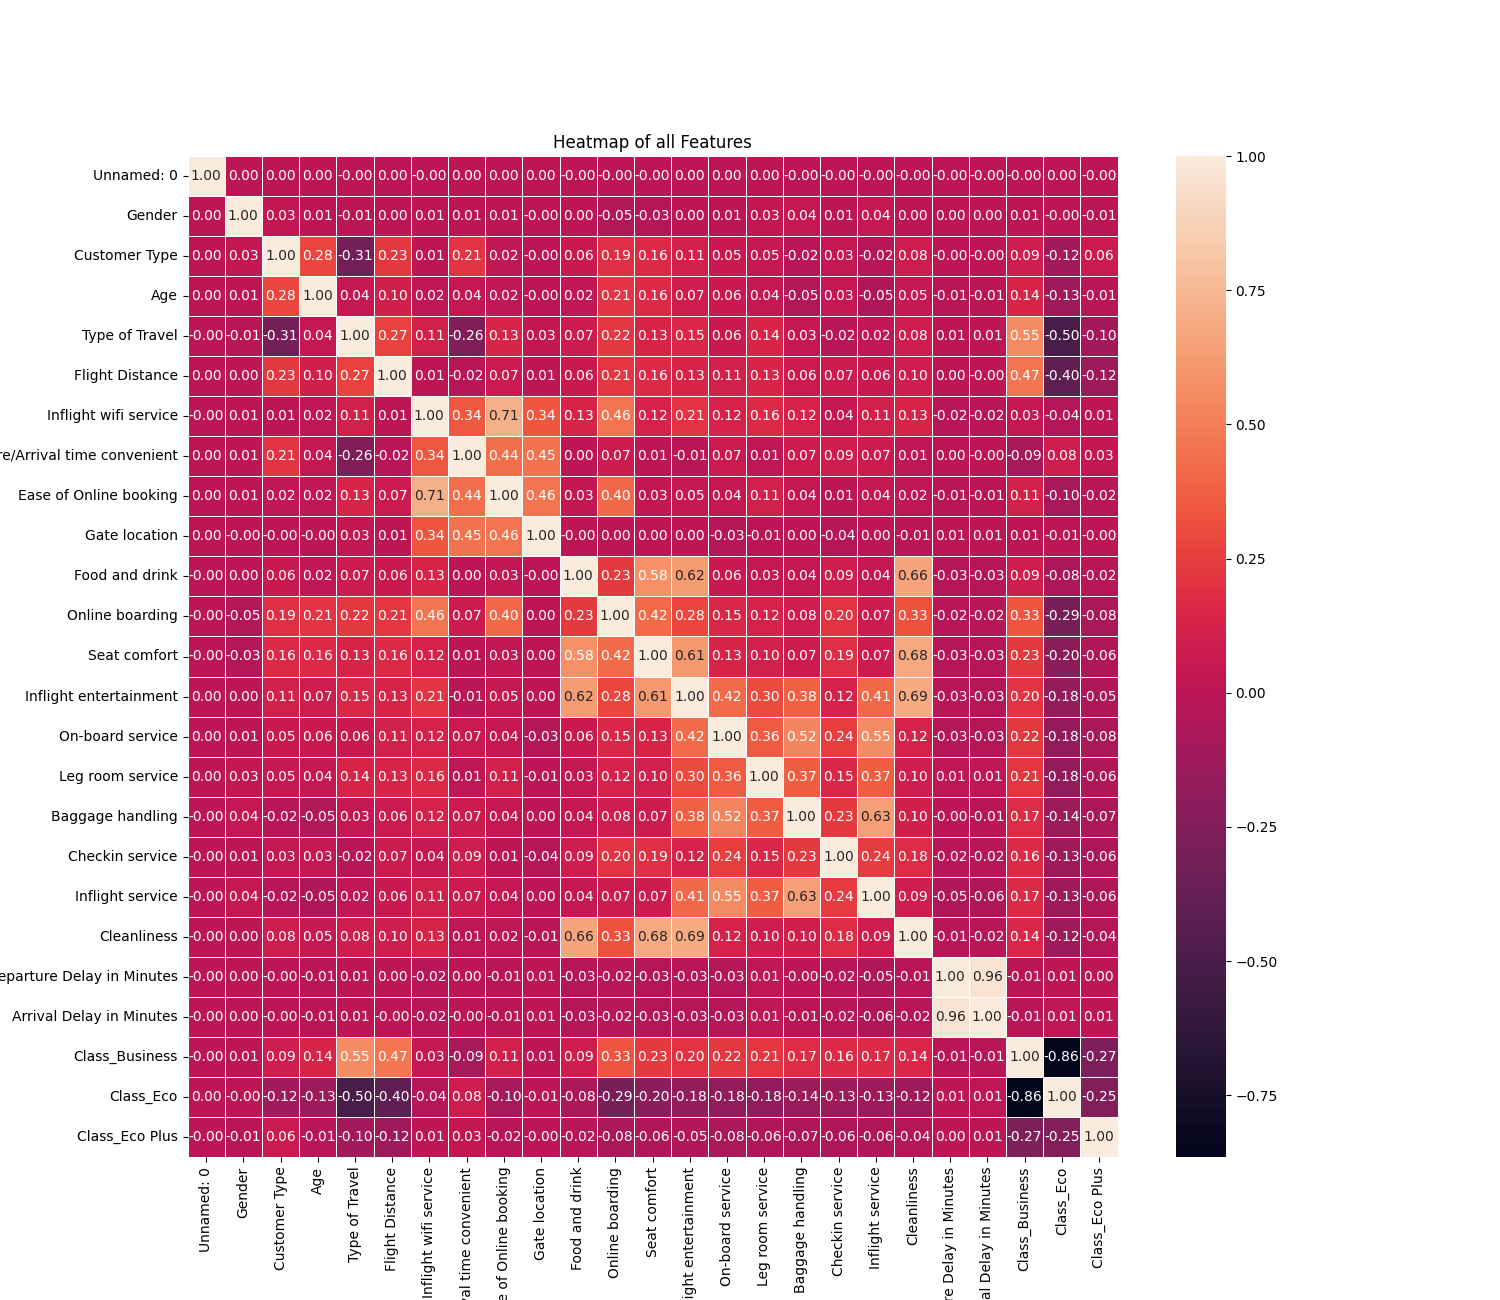 Heatmap of all Features
Unnamed: 0 1.00 0.00 0.00 0.00 -0.00 0.00 -0.00 0.00 0.00 0.00 -0.00 -0.00 -0.00 0.00 0.00 0.00 -0.00 -0.00 -0.00 -0.00 -0.00 -0.00 -0.00 0.00 -0.00
Gender 0.00 1.00 0.03 0.01 -0.01 0.00 0.01 0.01 0.01 -0.00 0.00 -0.05 -0.03 0.00 0.01 0.03 0.04 0.01 0.04 0.00 0.00 0.00 0.01 -0.00 -0.01
Customer Type 0.00 0.03 1.00 0.28 -0.31 0.23 0.01 0.21 0.02 -0.00 0.06 0.19 0.16 0.11 0.05 0.05 -0.02 0.03 -0.02 0.08 -0.00 -0.00 0.09 -0.12 0.06
Age 0.00 0.01 0.28 1.00 0.04 0.10 0.02 0.04 0.02 -0.00 0.02 0.21 0.16 0.07 0.06 0.04 -0.05 0.03 -0.05 0.05 -0.01 -0.01 0.14 -0.13 -0.01
Type of Travel -0.00 -0.01 -0.31 0.04 1.00 0.27 0.11 -0.26 0.13 0.03 0.07 0.22 0.13 0.15 0.06 0.14 0.03 -0.02 0.02 0.08 0.01 0.01 0.55 -0.50 -0.10
Flight Distance 0.00 0.00 0.23 0.10 0.27 1.00 0.01 -0.02 0.07 0.01 0.06 0.21 0.16 0.13 0.11 0.13 0.06 0.07 0.06 0.10 0.00 -0.00 0.47 -0.40 -0.12
Inflight wifi service -0.00 0.01 0.01 0.02 0.11 0.01 1.00 0.34 0.71 0.34 0.13 0.46 0.12 0.21 0.12 0.16 0.12 0.04 0.11 0.13 -0.02 -0.02 0.03 -0.04 0.01
re/Arrival time convenient 0.00 0.01 0.21 0.04 -0.26 -0.02 0.34 1.00 0.44 0.45 0.00 0.07 0.01 -0.01 0.07 0.01 0.07 0.09 0.07 0.01 0.00 -0.00 -0.09 0.08 0.03
Ease of Online booking 0.00 0.01 0.02 0.02 0.13 0.07 0.71 0.44 1.00 0.46 0.03 0.40 0.03 0.05 0.04 0.11 0.04 0.01 0.04 0.02 -0.01 -0.01 0.11 -0.10 -0.02
Gate location 0.00 -0.00 -0.00 -0.00 0.03 0.01 0.34 0.45 0.46 1.00 -0.00 0.00 0.00 0.00 -0.03 -0.01 0.00 -0.04 0.00 -0.01 0.01 0.01 0.01 -0.01 -0.00
Food and drink -0.00 0.00 0.06 0.02 0.07 0.06 0.13 0.00 0.03 -0.00 1.00 0.23 0.58 0.62 0.06 0.03 0.04 0.09 0.04 0.66 -0.03 -0.03 0.09 -0.08 -0.02
Online boarding -0.00 -0.05 0.19 0.21 0.22 0.21 0.46 0.07 0.40 0.00 0.23 1.00 0.42 0.28 0.15 0.12 0.08 0.20 0.07 0.33 -0.02 -0.02 0.33 -0.29 -0.08
Seat comfort -0.00 -0.03 0.16 0.16 0.13 0.16 0.12 0.01 0.03 0.00 0.58 0.42 1.00 0.61 0.13 0.10 0.07 0.19 0.07 0.68 -0.03 -0.03 0.23 -0.20 -0.06
Inflight entertainment 0.00 0.00 0.11 0.07 0.15 0.13 0.21 -0.01 0.05 0.00 0.62 0.28 0.61 1.00 0.42 0.30 0.38 0.12 0.41 0.69 -0.03 -0.03 0.20 -0.18 -0.05
On-board service 0.00 0.01 0.05 0.06 0.06 0.11 0.12 0.07 0.04 -0.03 0.06 0.15 0.13 0.42 1.00 0.36 0.52 0.24 0.55 0.12 -0.03 -0.03 0.22 -0.18 -0.08
Leg room service 0.00 0.03 0.05 0.04 0.14 0.13 0.16 0.01 0.11 -0.01 0.03 0.12 0.10 0.30 0.36 1.00 0.37 0.15 0.37 0.10 0.01 0.01 0.21 -0.18 -0.06
Baggage handling -0.00 0.04 -0.02 -0.05 0.03 0.06 0.12 0.07 0.04 0.00 0.04 0.08 0.07 0.38 0.52 0.37 1.00 0.23 0.63 0.10 -0.00 -0.01 0.17 -0.14 -0.07
Checkin service -0.00 0.01 0.03 0.03 -0.02 0.07 0.04 0.09 0.01 -0.04 0.09 0.20 0.19 0.12 0.24 0.15 0.23 1.00 0.24 0.18 -0.02 -0.02 0.16 -0.13 -0.06
Inflight service -0.00 0.04 -0.02 -0.05 0.02 0.06 0.11 0.07 0.04 0.00 0.04 0.07 0.07 0.41 0.55 0.37 0.63 0.24 1.00 0.09 -0.05 -0.06 0.17 -0.13 -0.06
Cleanliness -0.00 0.00 0.08 0.05 0.08 0.10 0.13 0.01 0.02 -0.01 0.66 0.33 0.68 0.69 0.12 0.10 0.10 0.18 0.09 1.00 -0.01 -0.02 0.14 -0.12 -0.04
eparture Delay in Minutes -0.00 0.00 -0.00 -0.01 0.01 0.00 -0.02 0.00 -0.01 0.01 -0.03 -0.02 -0.03 -0.03 -0.03 0.01 -0.00 -0.02 -0.05 -0.01 1.00 0.96 -0.01 0.01 0.00
Arrival Delay in Minutes -0.00 0.00 -0.00 -0.01 0.01 -0.00 -0.02 -0.00 -0.01 0.01 -0.03 -0.02 -0.03 -0.03 -0.03 0.01 -0.01 -0.02 -0.06 -0.02 0.96 1.00 -0.01 0.01 0.01
Class_Business -0.00 0.01 0.09 0.14 0.55 0.47 0.03 -0.09 0.11 0.01 0.09 0.33 0.23 0.20 0.22 0.21 0.17 0.16 0.17 0.14 -0.01 -0.01 1.00 -0.86 -0.27
Class_Eco 0.00 -0.00 -0.12 -0.13 -0.50 -0.40 -0.04 0.08 -0.10 -0.01 -0.08 -0.29 -0.20 -0.18 -0.18 -0.18 -0.14 -0.13 -0.13 -0.12 0.01 0.01 -0.86 1.00 -0.25
Class_Eco Plus -0.00 -0.01 0.06 -0.01 -0.10 -0.12 0.01 0.03 -0.02 -0.00 -0.02 -0.08 -0.06 -0.05 -0.08 -0.06 -0.07 -0.06 -0.06 -0.04 0.00 0.01 -0.27 -0.25 1.00
Unnamed: 0
Gender
Customer Type
Age
Type of Travel
Flight Distance
Inflight wifi service
val time convenient
e of Online booking
Gate location
Food and drink
Online boarding
Seat comfort
ight entertainment
On-board service
Leg room service
Baggage handling
Checkin service
Inflight service
Cleanliness
re Delay in Minutes
al Delay in Minutes
Class_Business
Class_Eco
Class_Eco Plus
1.00
0.75
0.50
0.25
0.00
−0.25
−0.50
−0.75